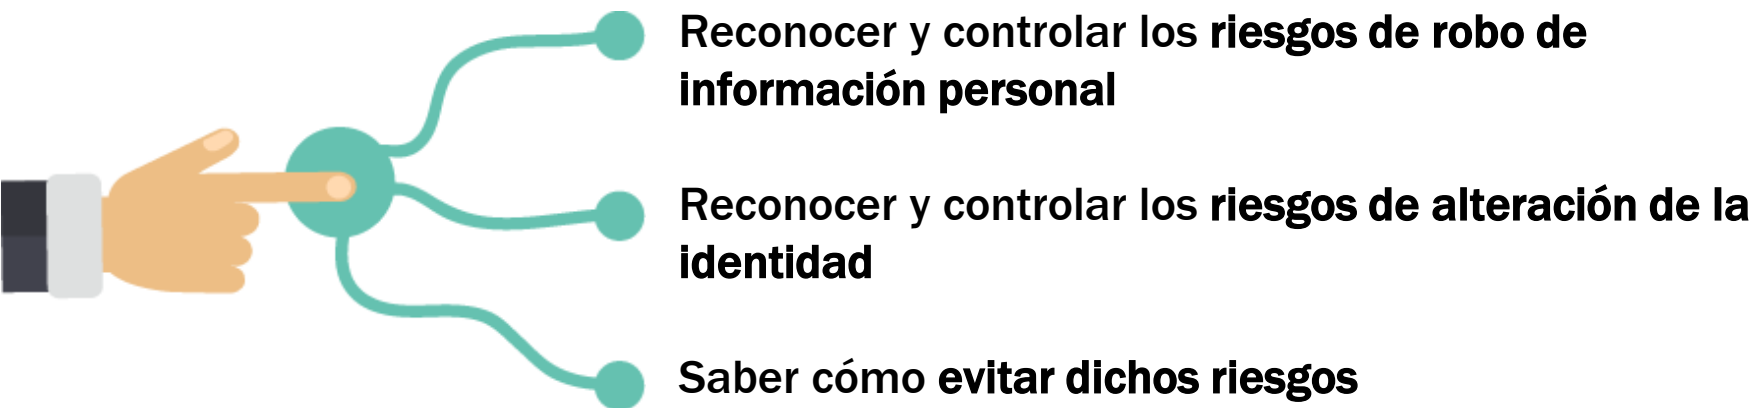 Reconocer y controlar los riesgos de robo de
información personal
Reconocer y controlar los riesgos de alteración de la
identidad
Saber cómo evitar dichos riesgos